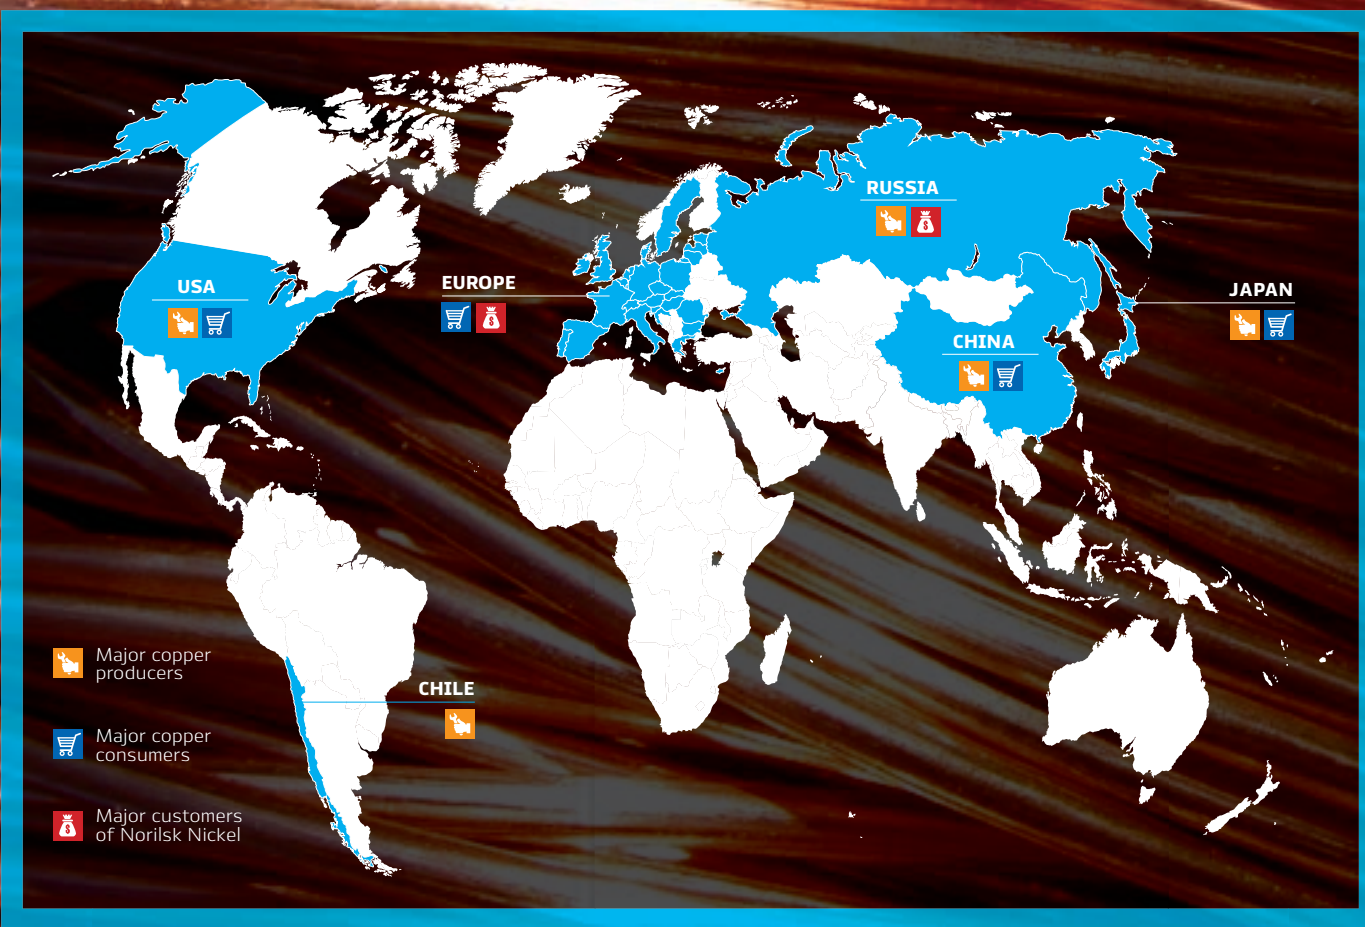 RUSSIA
USA
EUROPE
JAPAN
CHINA
Major copper
producers
CHILE
Major copper
consumers
Major customers
of Norilsk Nickel